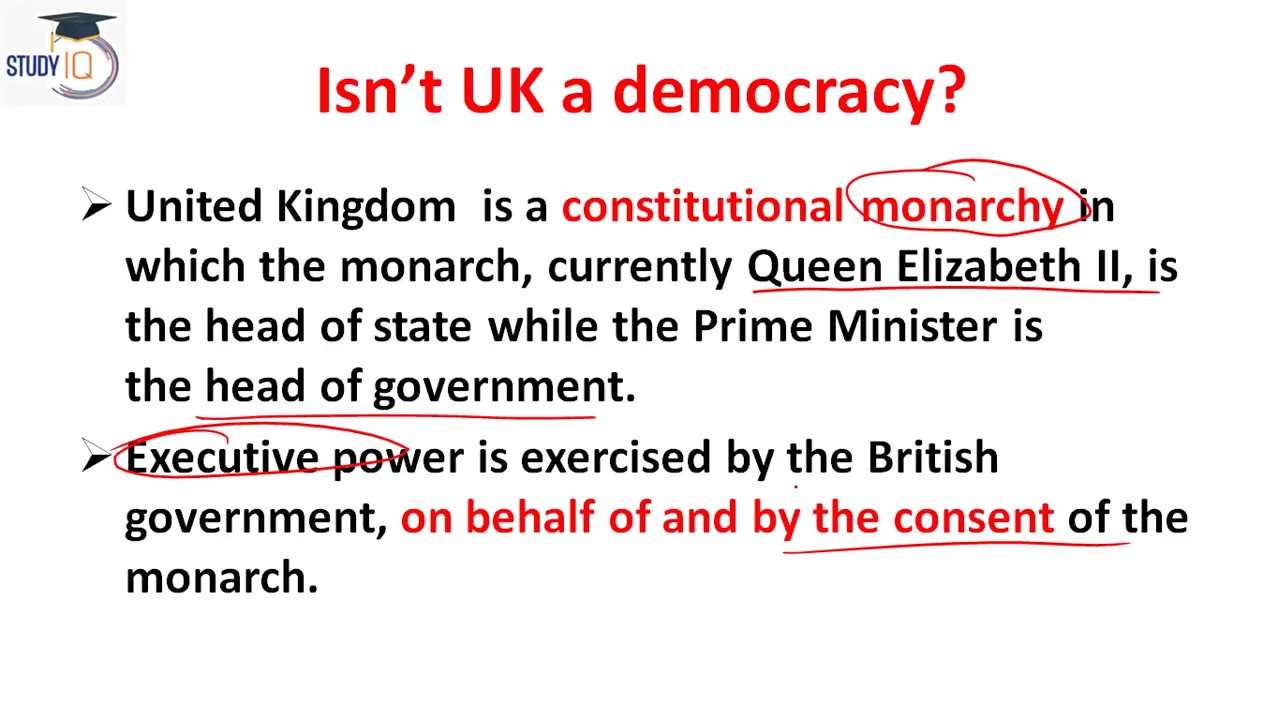 STUDY IQ
Isn't UK a democracy?
➢ United Kingdom is a constitutional monarchy in
which the monarch, currently Queen Elizabeth II, is
the head of state while the Prime Minister is
the head of government.
➢ Executive power is exercised by the British
government, on behalf of and by the consent of the
monarch.